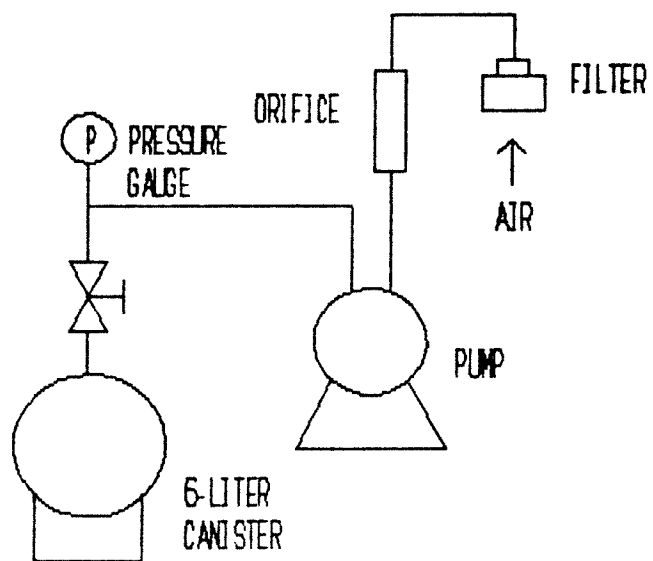 FILTER
ORIFICE
P
PRESSURE
GAUGE
AIR
PUMP
6-LITER
CANISTER